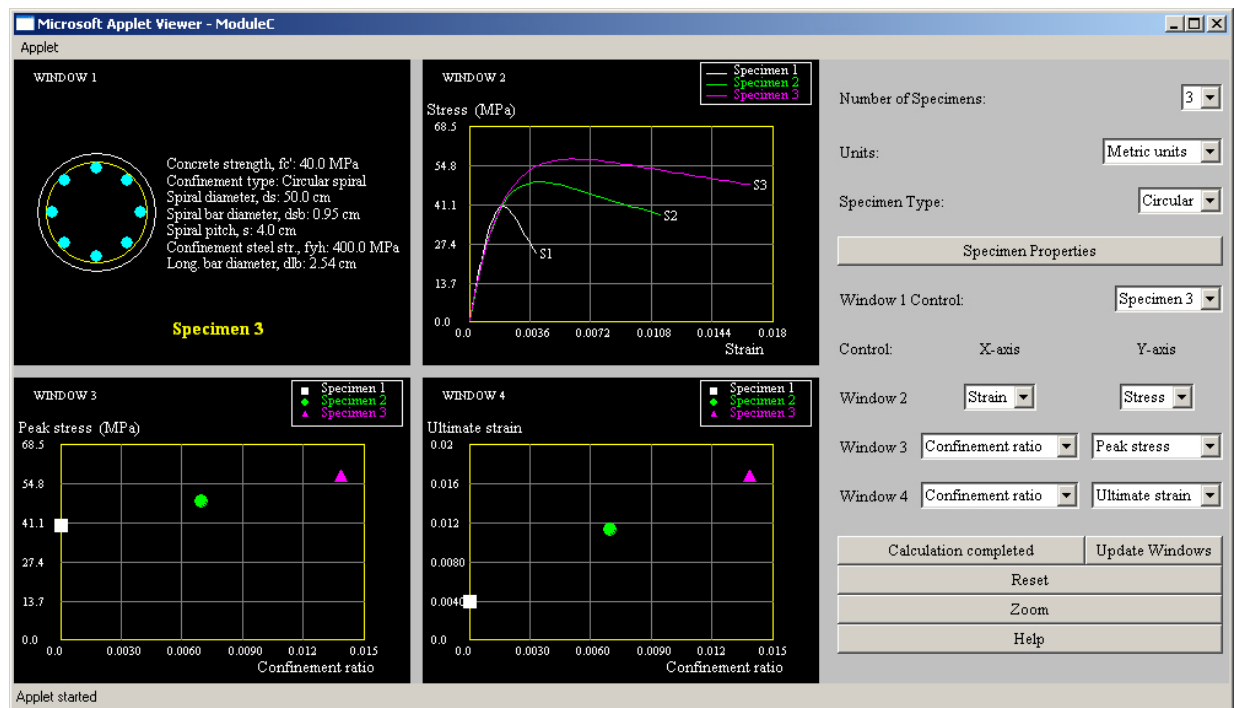 Microsoft Applet Viewer - ModuleC
Applet
WINDOW 1
Concrete strength, fc': 40.0 MPa
Confinement type: Circular spiral
Spiral diameter, ds: 50.0 cm
Spiral bar diameter, dsb: 0.95 cm
Spiral pitch, s: 4.0 cm
Confinement steel str., fyh: 400.0 MPa
Long. bar diameter, dlb: 2.54 cm
Specimen 3
WINDOW 2
Specimen 1
Specimen 2
Specimen 3
Stress (MPa)
68.5
54.8
41.1
27.4
13.7
0.0
S1
S2
S3
0.0 0.0036 0.0072 0.0108 0.0144 0.018
Strain
WINDOW 3
Specimen 1
Specimen 2
Specimen 3
Peak stress (MPa)
68.5
54.8
41.1
27.4
13.7
0.0
0.0 0.0030 0.0060 0.0090 0.0120 0.015
Confinement ratio
WINDOW 4
Specimen 1
Specimen 2
Specimen 3
Ultimate strain
0.02
0.016
0.012
0.0080
0.0040
0.0
0.0 0.0030 0.0060 0.0090 0.0120 0.015
Confinement ratio
Number of Specimens: 3
Units: Metric units
Specimen Type: Circular
Specimen Properties
Window 1 Control: Specimen 3
Control: X-axis Y-axis
Window 2 Strain Stress
Window 3 Confinement ratio Peak stress
Window 4 Confinement ratio Ultimate strain
Calculation completed Update Windows
Reset
Zoom
Help
Applet started